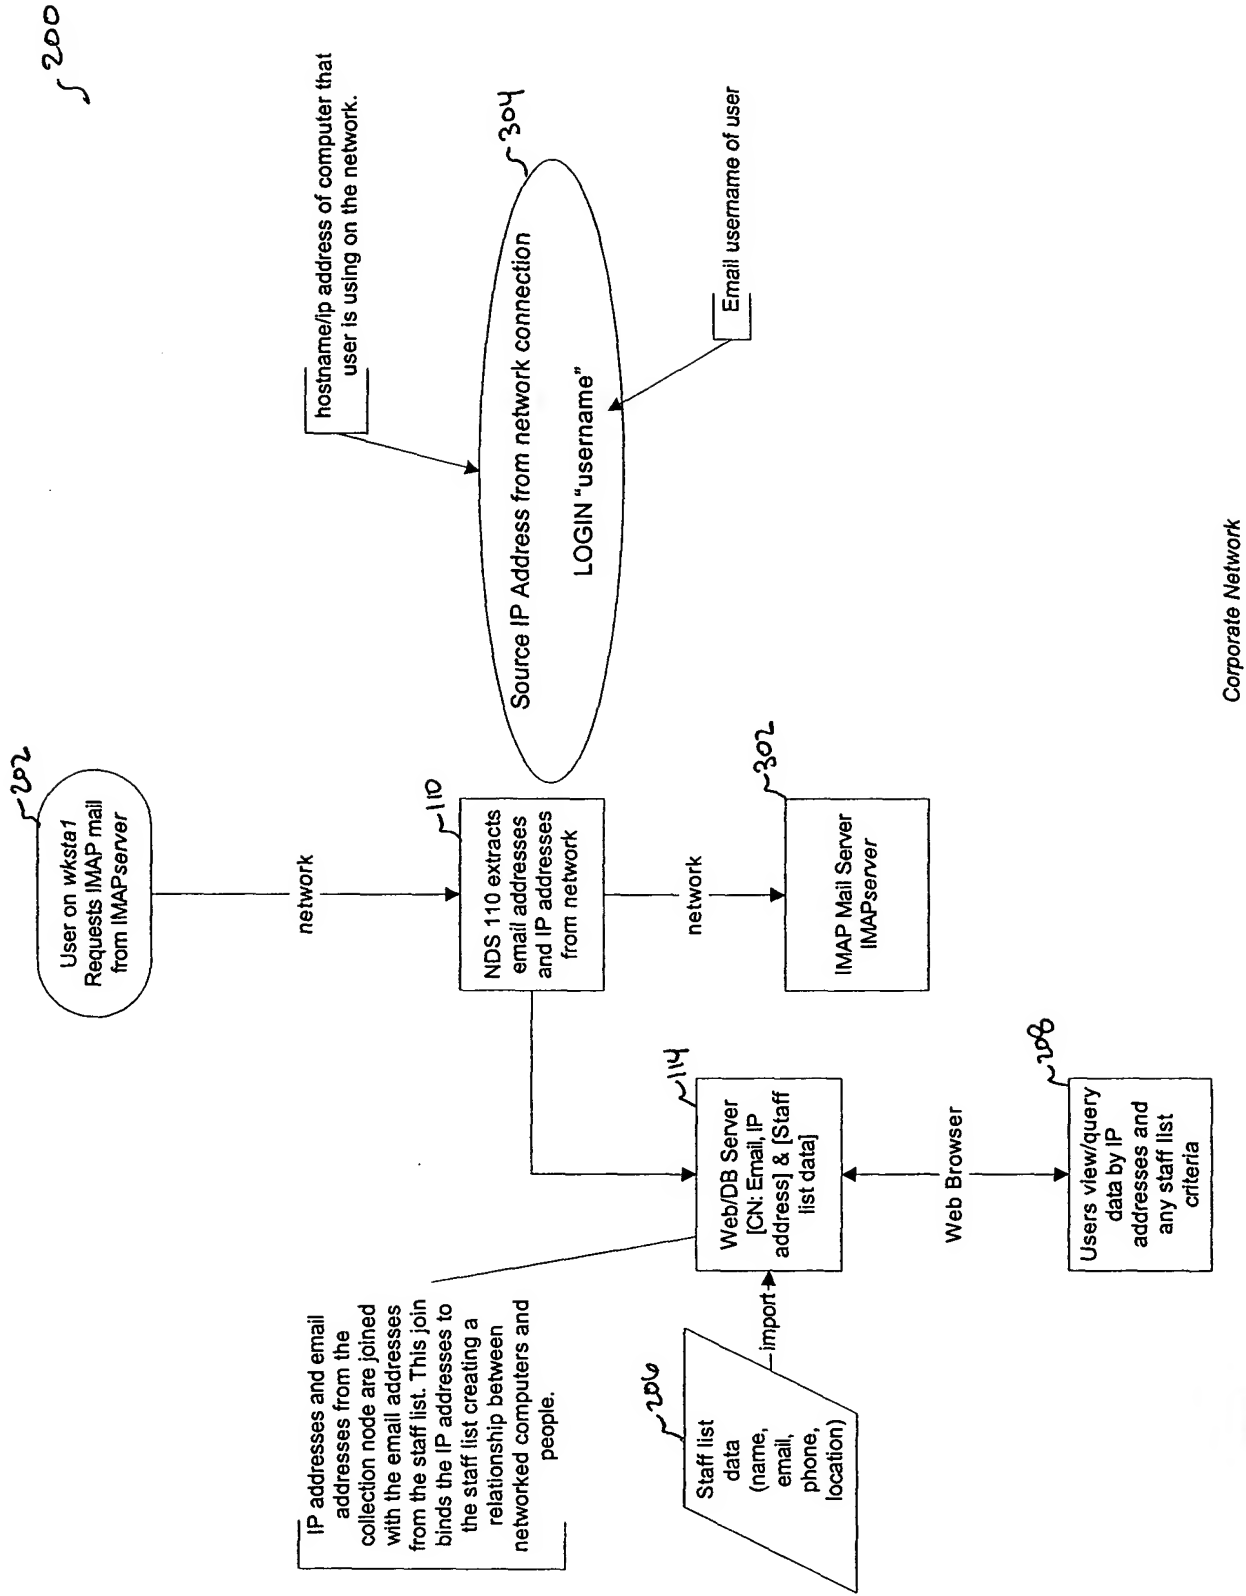 200
202
User on wksta1
Requests IMAP mail
from IMAPserver
network
110
NDS 110 extracts
email addresses
and IP addresses
from network
network
302
IMAP Mail Server
IMAPserver
hostname/ip address of computer that
user is using on the network.
304
Source IP Address from network connection
LOGIN “username”
Email username of user
IP addresses and email
addresses from the
collection node are joined
with the email addresses
from the staff list. This join
binds the IP addresses to
the staff list creating a
relationship between
networked computers and
people.
114
Web/DB Server
[CN: Email, IP
address] & [Staff
list data]
206
Staff list
data
(name,
email,
phone,
location)
import
Web Browser
208
Users view/query
data by IP
addresses and
any staff list
criteria
Corporate Network